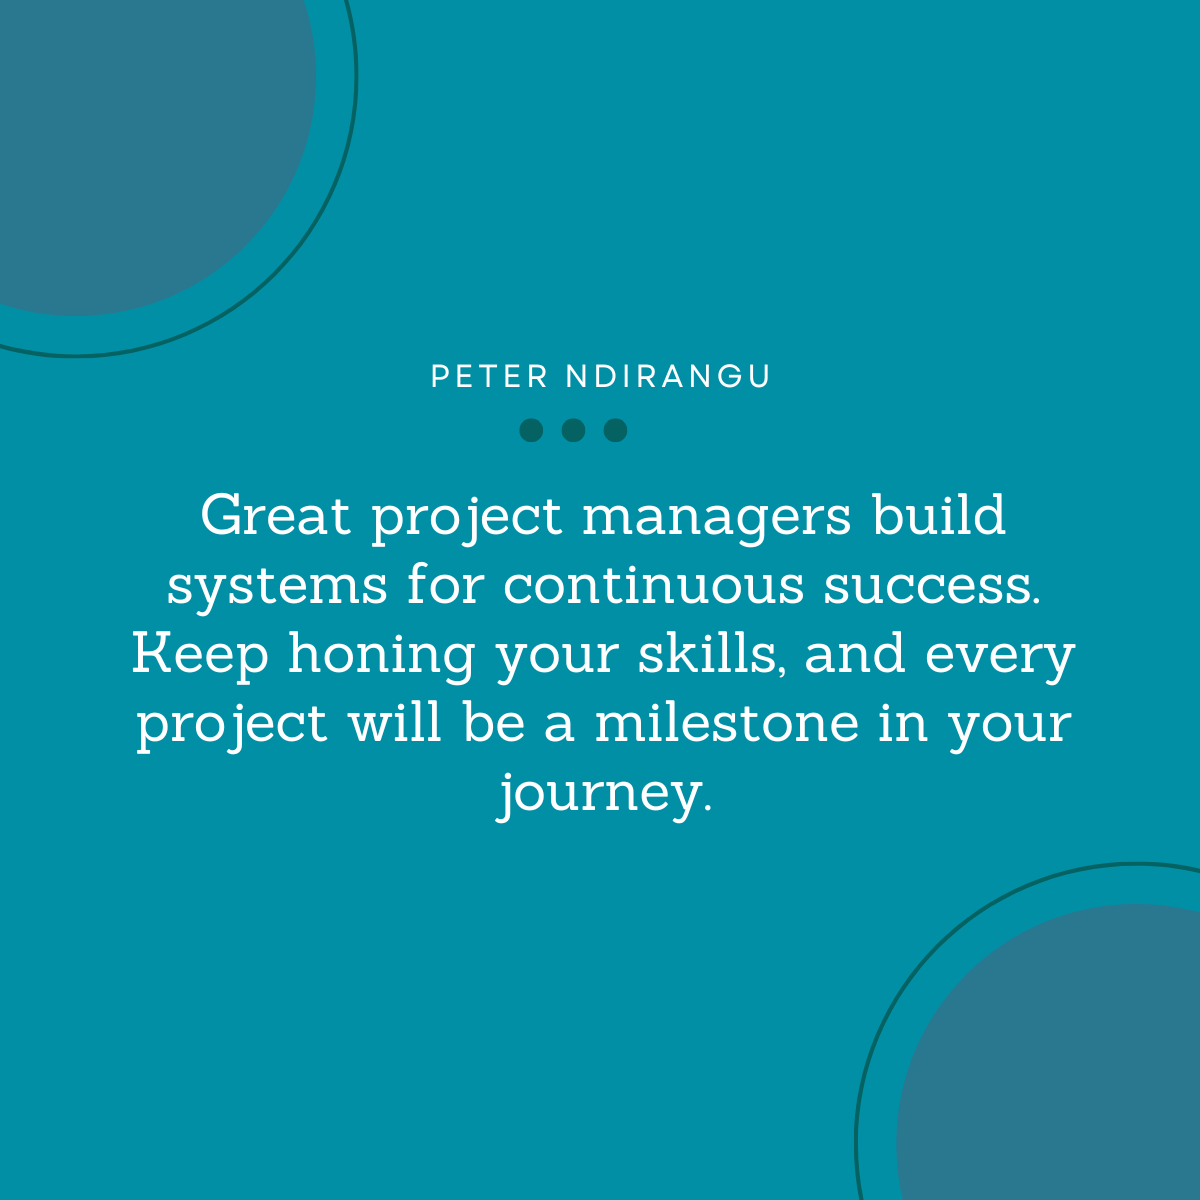 PETER NDIRANGU
Great project managers build
systems for continuous success.
Keep honing your skills, and every
project will be a milestone in your
journey.